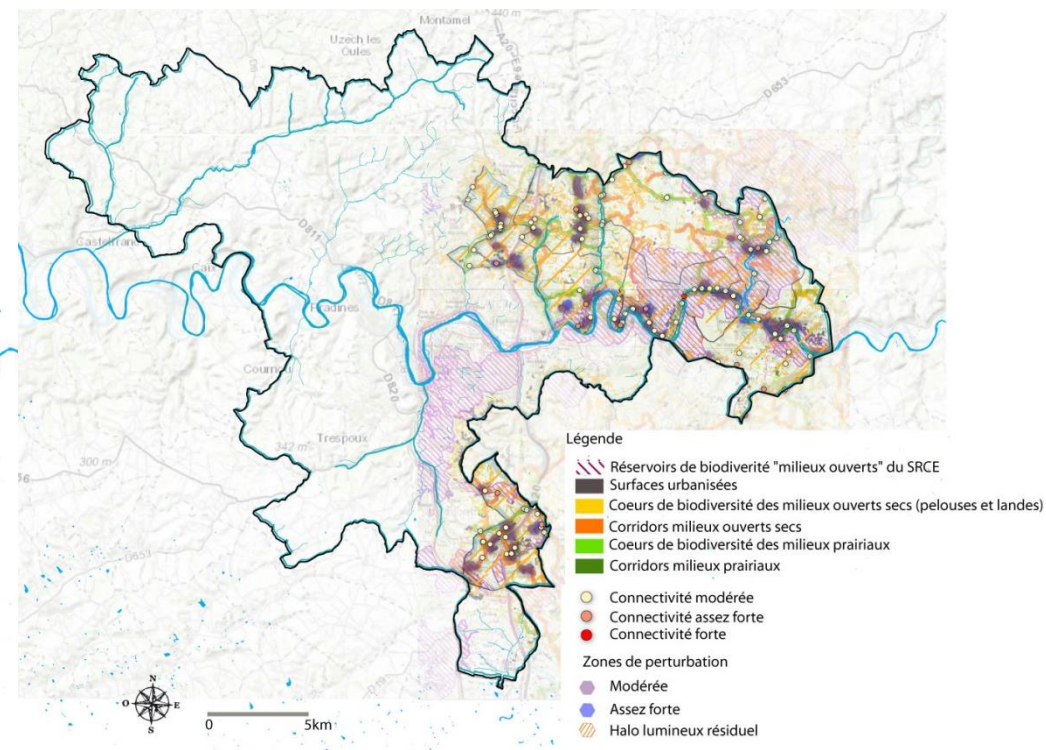 440 m
Montamel
Uzech les
Oules
A20-E9
D653
D811
Castelfranc
Caix
Pradines
D820
Cournou
Trespoux
342 m
300 m
D653
D19
N
O
E
S
0
5km
Légende
Réservoirs de biodiverité "milieux ouverts" du SRCE
Surfaces urbanisées
Coeurs de biodiversité des milieux ouverts secs (pelouses et landes)
Corridors milieux ouverts secs
Coeurs de biodiversité des milieux prairiaux
Corridors milieux prairiaux
Connectivité modérée
Connectivité assez forte
Connectivité forte
Zones de perturbation
Modérée
Assez forte
Halo lumineux résiduel